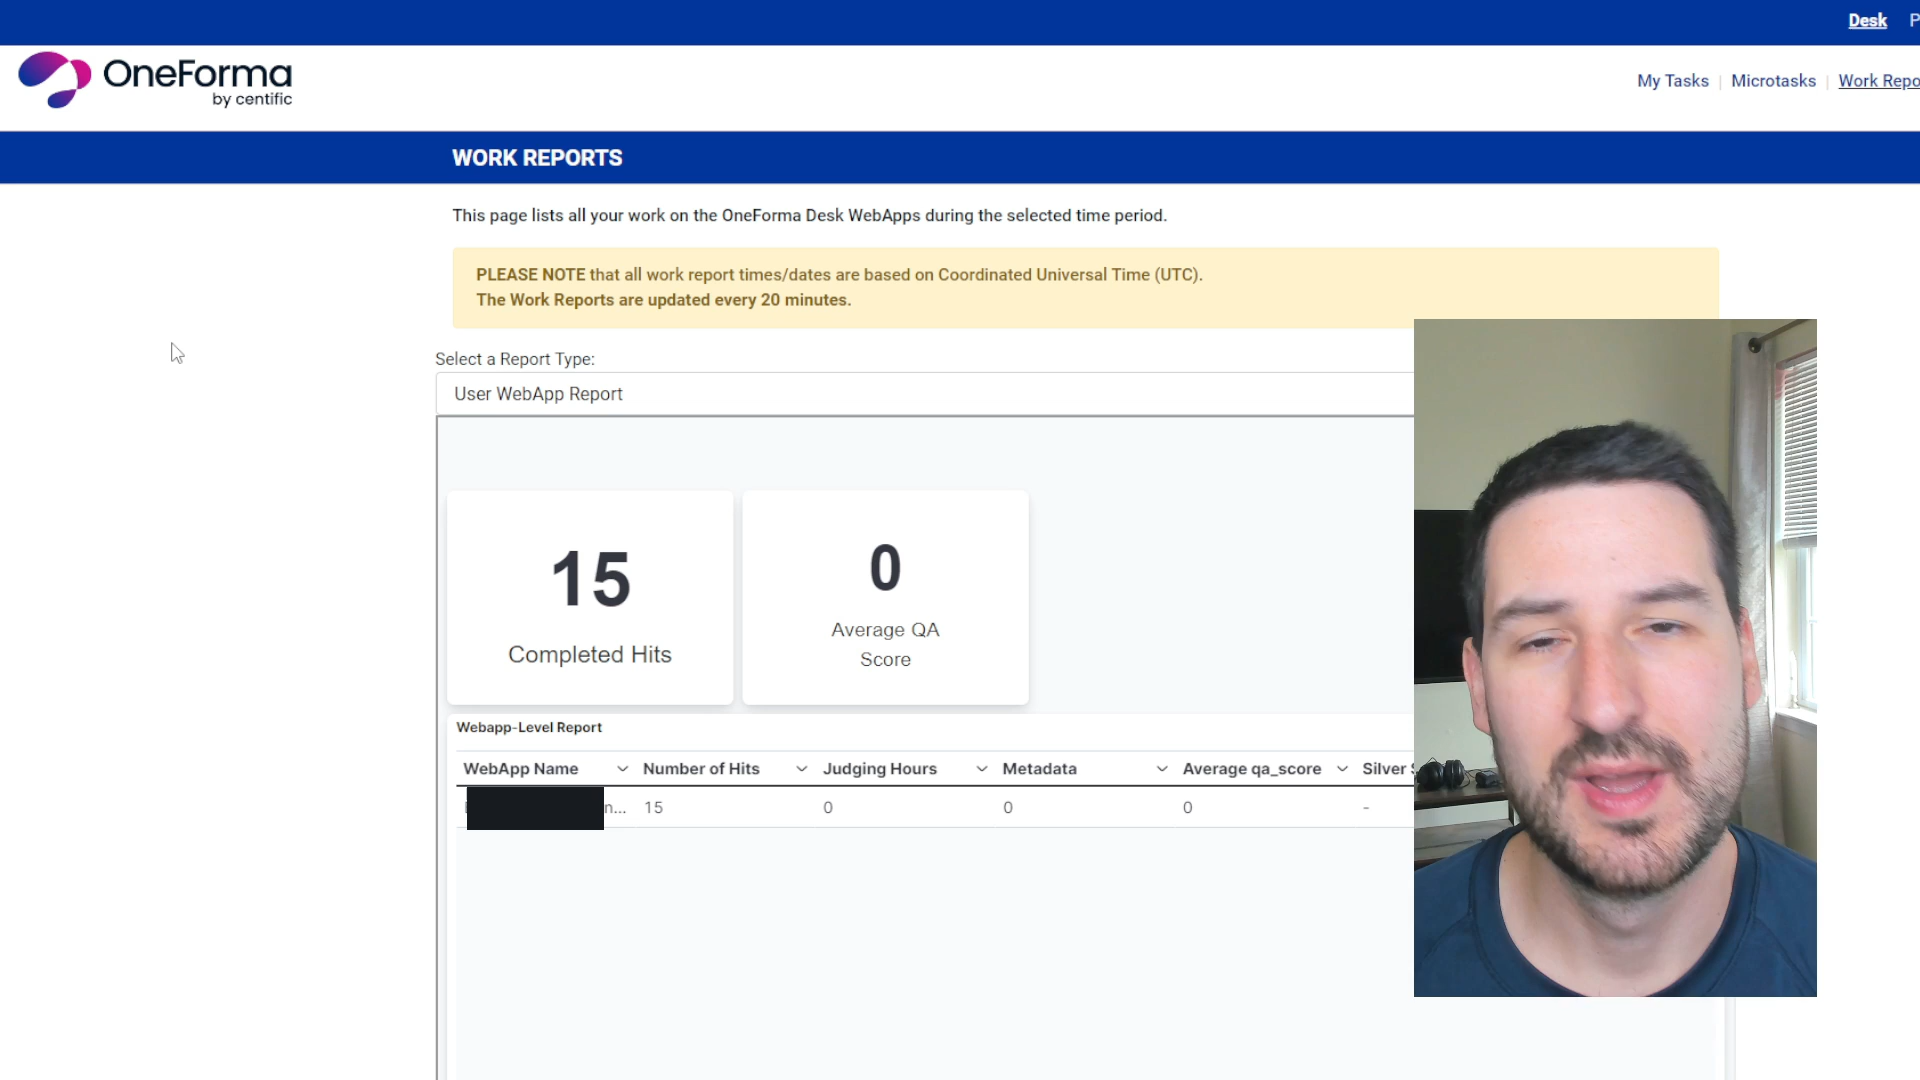 Desk P
OneForma
by centific
My Tasks | Microtasks | Work Repo
WORK REPORTS
This page lists all your work on the OneForma Desk WebApps during the selected time period.
PLEASE NOTE that all work report times/dates are based on Coordinated Universal Time (UTC).
The Work Reports are updated every 20 minutes.
Select a Report Type:
User WebApp Report
15
Completed Hits
0
Average QA
Score
Webapp-Level Report
WebApp Name Number of Hits Judging Hours Metadata Average qa_score Silver
n... 15 0 0 0 -